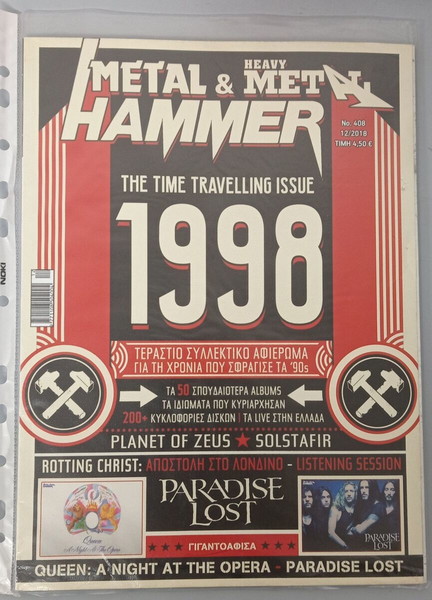 METAL & HEAVY METAL
HAMMER
No. 408
12/2018
ΤΙΜΗ 4,50 €
THE TIME TRAVELLING ISSUE
1998
ΤΕΡΑΣΤΙΟ ΣΥΛΛΕΚΤΙΚΟ ΑΦΙΕΡΩΜΑ
ΓΙΑ ΤΗ ΧΡΟΝΙΑ ΠΟΥ ΣΦΡΑΓΙΣΕ ΤΑ '90s
ΤΑ 50 ΣΠΟΥΔΑΙΟΤΕΡΑ ALBUMS
ΤΑ ΙΔΙΩΜΑΤΑ ΠΟΥ ΚΥΡΙΑΡΧΗΣΑΝ
200+ ΚΥΚΛΟΦΟΡΙΕΣ ΔΙΣΚΩΝ | ΤΑ LIVE ΣΤΗΝ ΕΛΛΑΔΑ
PLANET OF ZEUS ★ SOLSTAFIR
ROTTING CHRIST: ΑΠΟΣΤΟΛΗ ΣΤΟ ΛΟΝΔΙΝΟ - LISTENING SESSION
Queen
A Night At The Opera
PARADISE
LOST
PARADISE
LOST
★★★ ΓΙΓΑΝΤΟΑΦΙΣΑ ★★★
QUEEN: A NIGHT AT THE OPERA - PARADISE LOST
NOKI